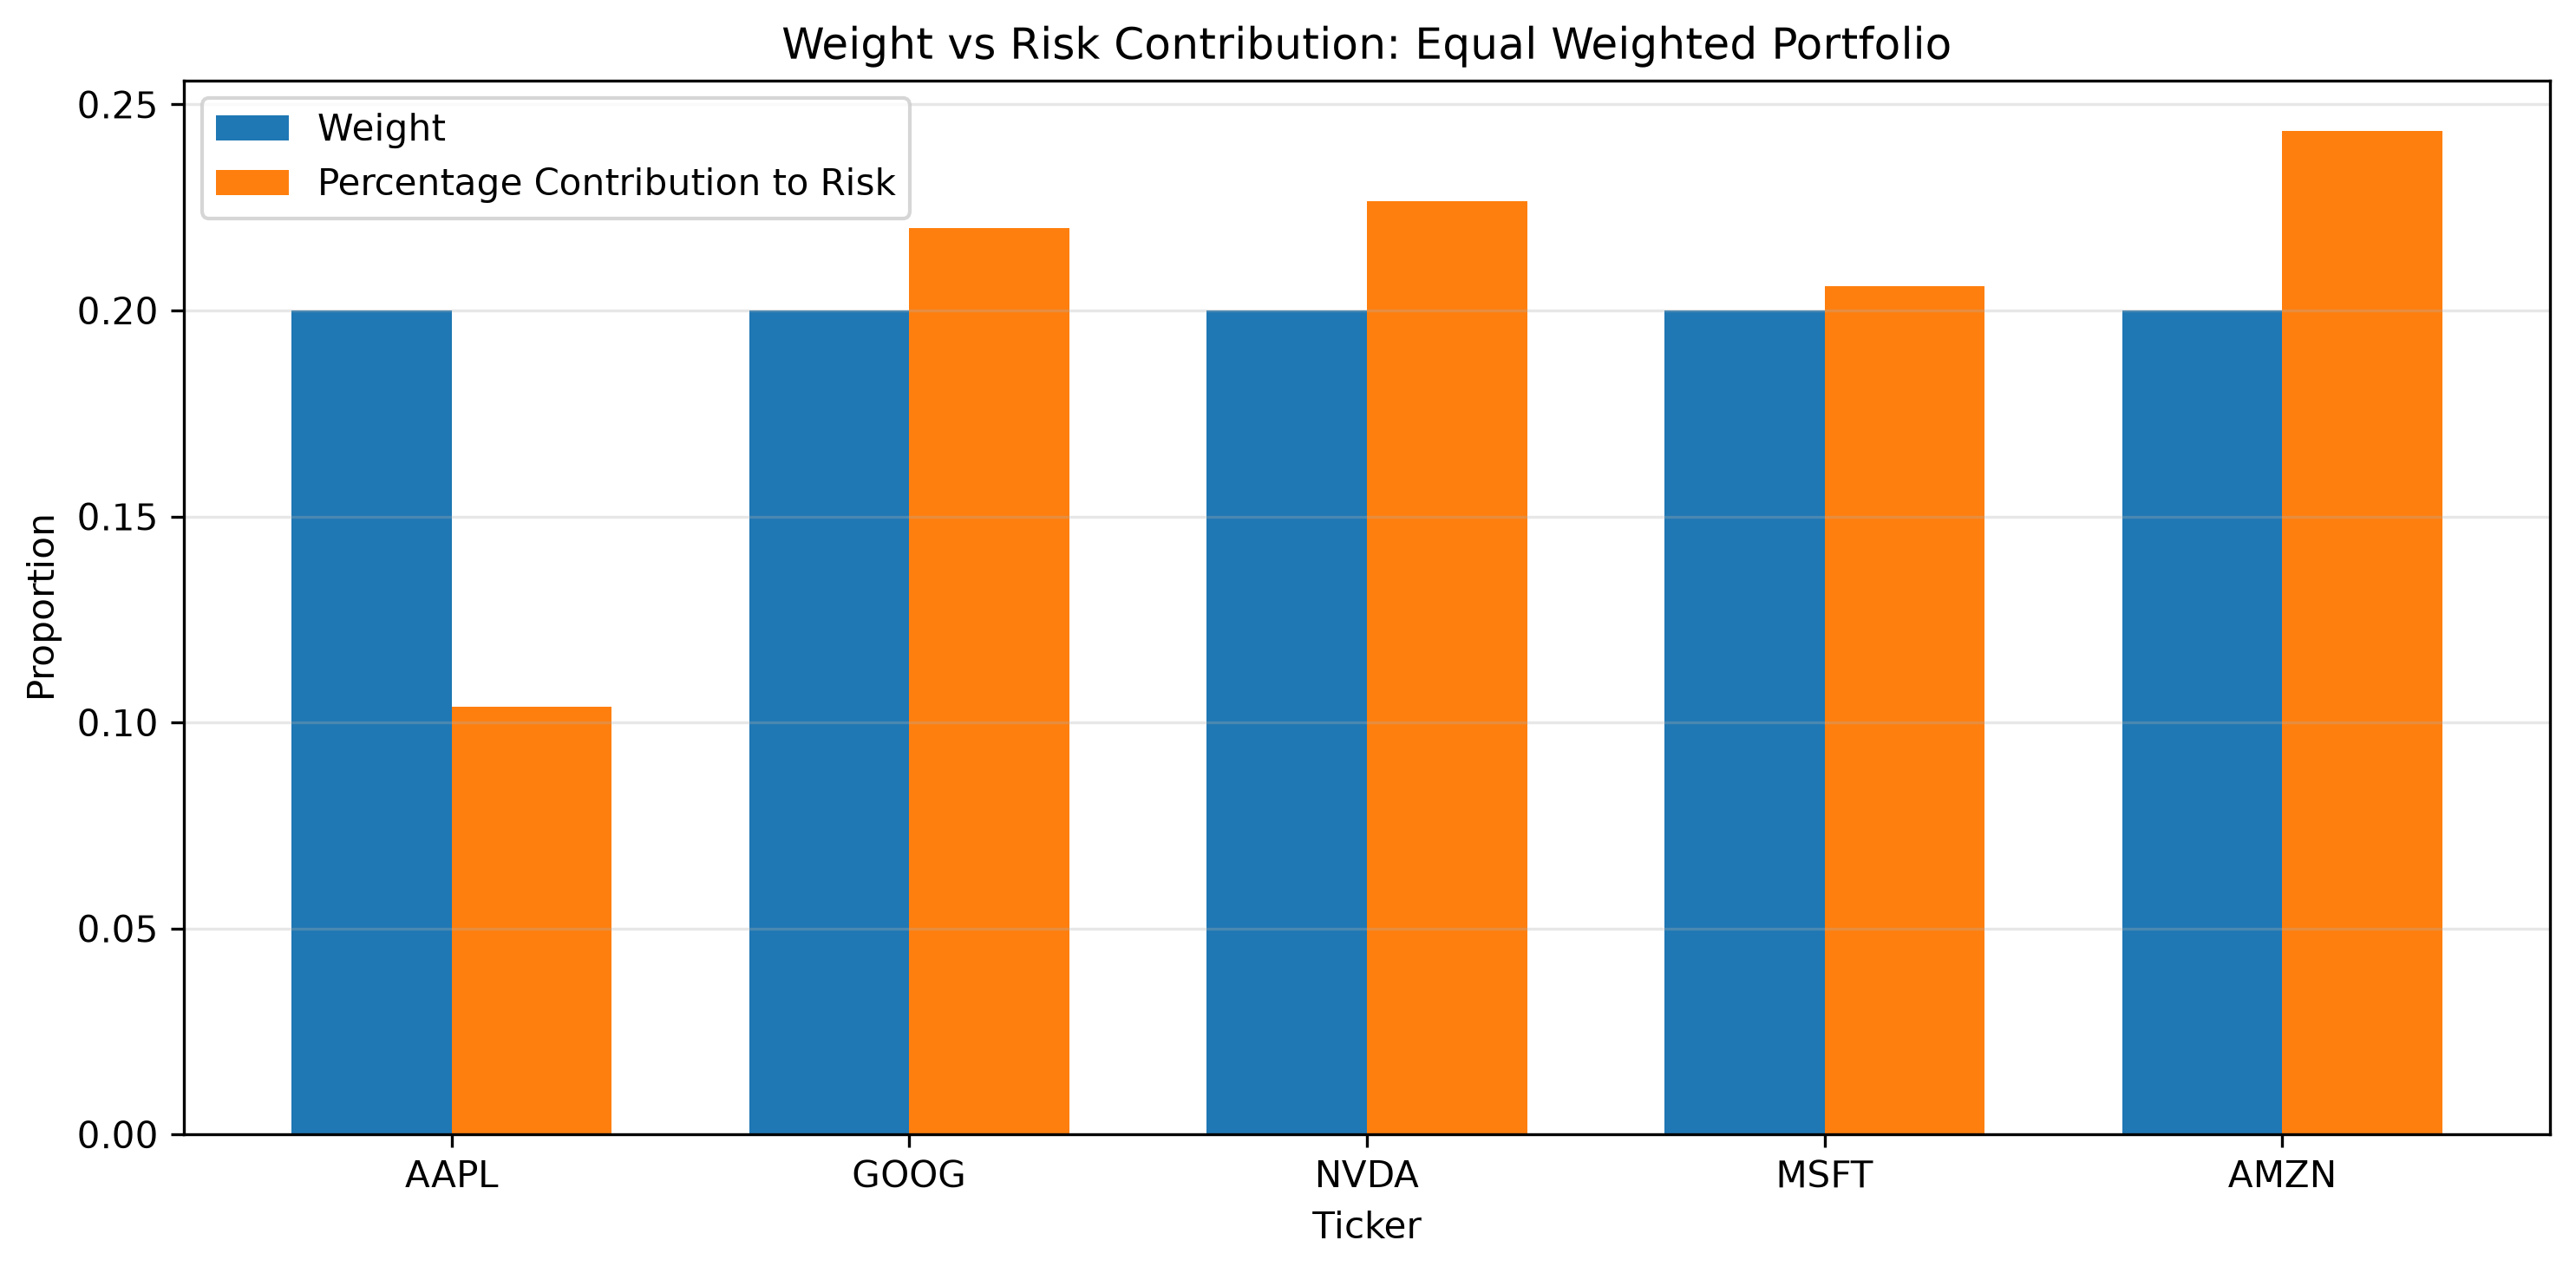 Weight vs Risk Contribution: Equal Weighted Portfolio
Weight
Percentage Contribution to Risk
0.25
0.20
0.15
0.10
0.05
0.00
Proportion
AAPL GOOG NVDA MSFT AMZN
Ticker